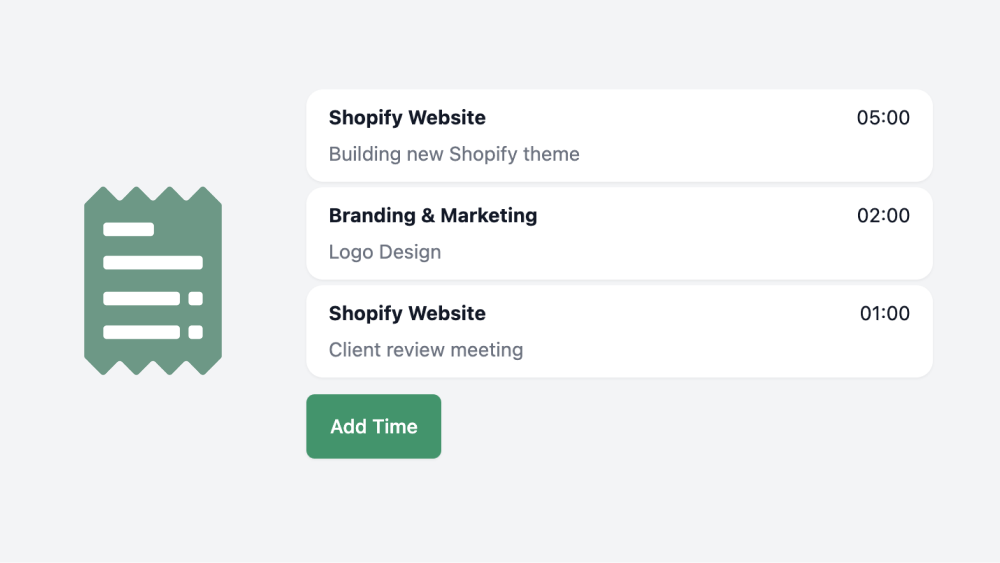 Shopify Website 05:00
Building new Shopify theme
Branding & Marketing 02:00
Logo Design
Shopify Website 01:00
Client review meeting
Add Time